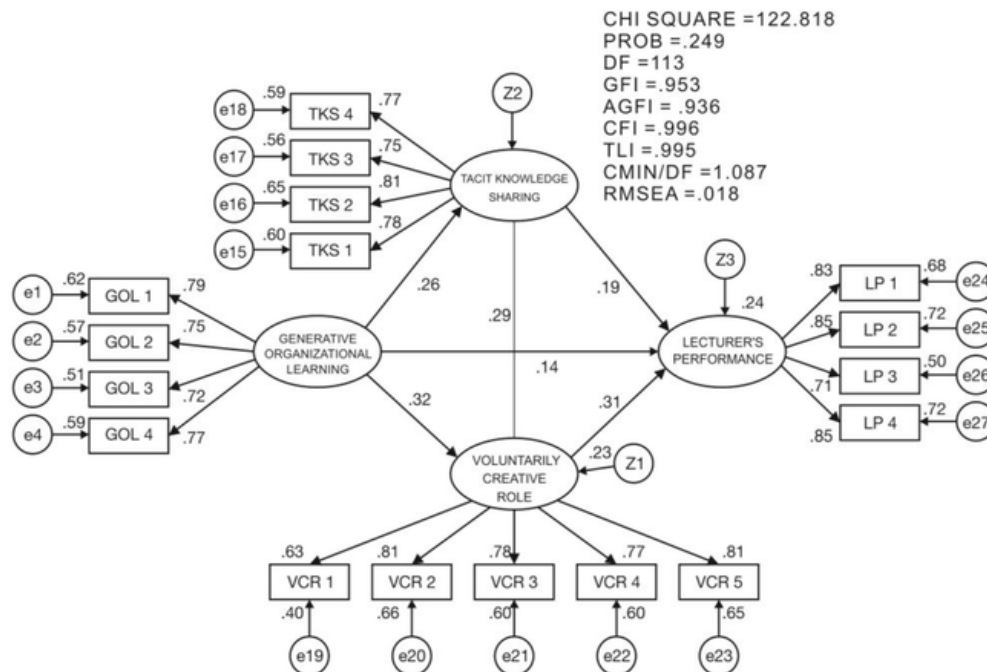 CHI SQUARE =122.818
PROB =.249
DF =113
GFI =.953
AGFI =.936
CFI =.996
TLI =.995
CMIN/DF =1.087
RMSEA =.018
Z2
e18
.59
TKS 4
.77
e17
.56
TKS 3
.75
e16
.65
TKS 2
.81
e15
.60
TKS 1
.78
TACIT KNOWLEDGE
SHARING
e1
.62
GOL 1
.79
e2
.57
GOL 2
.75
e3
.51
GOL 3
.72
e4
.59
GOL 4
.77
GENERATIVE
ORGANIZATIONAL
LEARNING
.26
.29
.19
.14
.32
.31
Z3
.24
LECTURER'S
PERFORMANCE
.83
LP 1
.68
e24
.85
LP 2
.72
e25
.71
LP 3
.50
e26
.85
LP 4
.72
e27
VOLUNTARILY
CREATIVE
ROLE
.23
Z1
.63
.81
.78
.77
.81
VCR 1
VCR 2
VCR 3
VCR 4
VCR 5
.40
.66
.60
.60
.65
e19
e20
e21
e22
e23